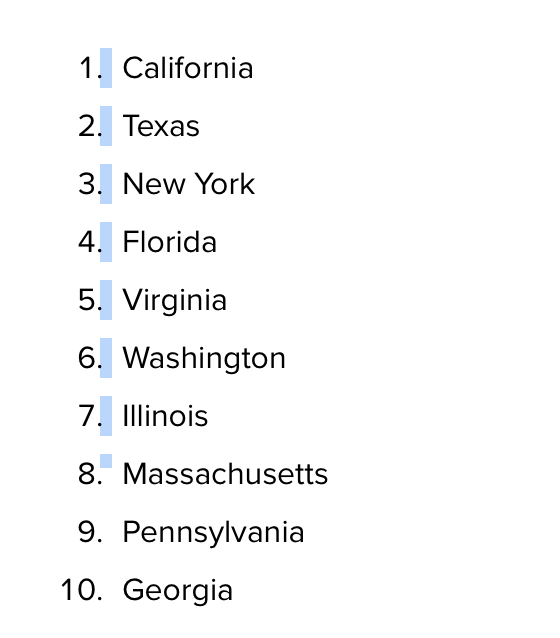 1. California
2. Texas
3. New York
4. Florida
5. Virginia
6. Washington
7. Illinois
8. Massachusetts
9. Pennsylvania
10. Georgia